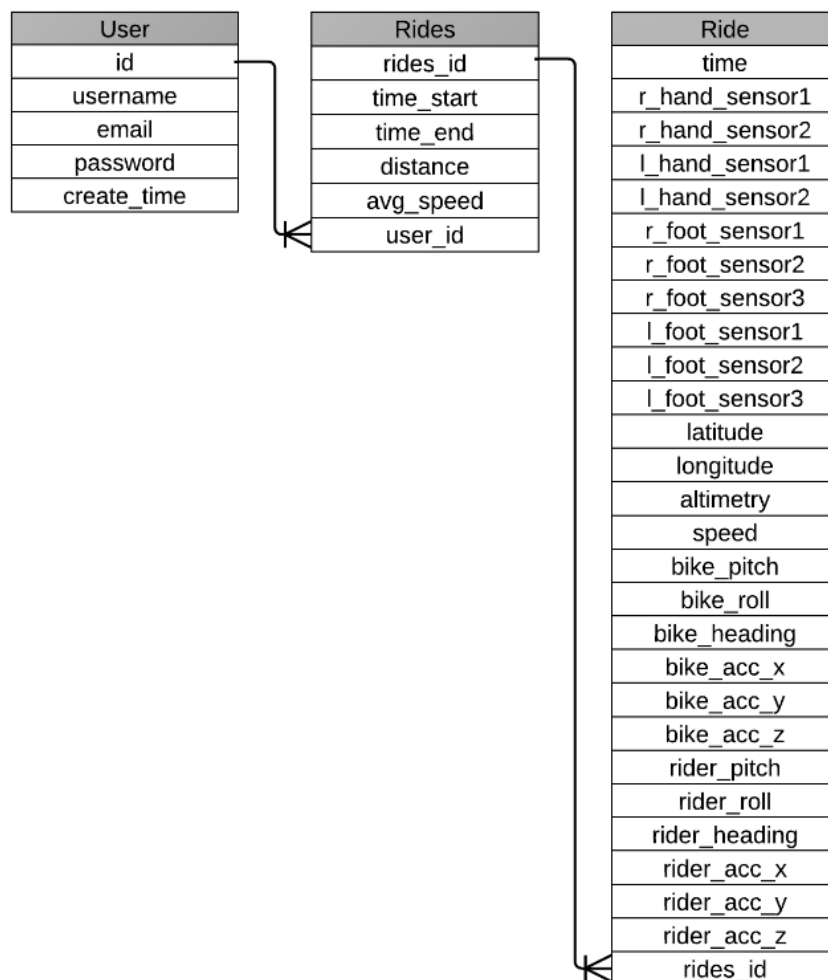 User
id
username
email
password
create_time
Rides
rides_id
time_start
time_end
distance
avg_speed
user_id
Ride
time
r_hand_sensor1
r_hand_sensor2
l_hand_sensor1
l_hand_sensor2
r_foot_sensor1
r_foot_sensor2
r_foot_sensor3
l_foot_sensor1
l_foot_sensor2
l_foot_sensor3
latitude
longitude
altimetry
speed
bike_pitch
bike_roll
bike_heading
bike_acc_x
bike_acc_y
bike_acc_z
rider_pitch
rider_roll
rider_heading
rider_acc_x
rider_acc_y
rider_acc_z
rides_id